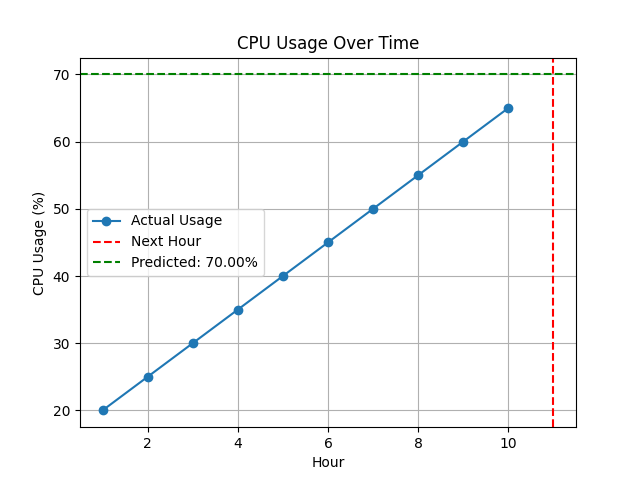 CPU Usage Over Time
CPU Usage (%)
70
60
50
40
30
20
Actual Usage
Next Hour
Predicted: 70.00%
2 4 6 8 10
Hour